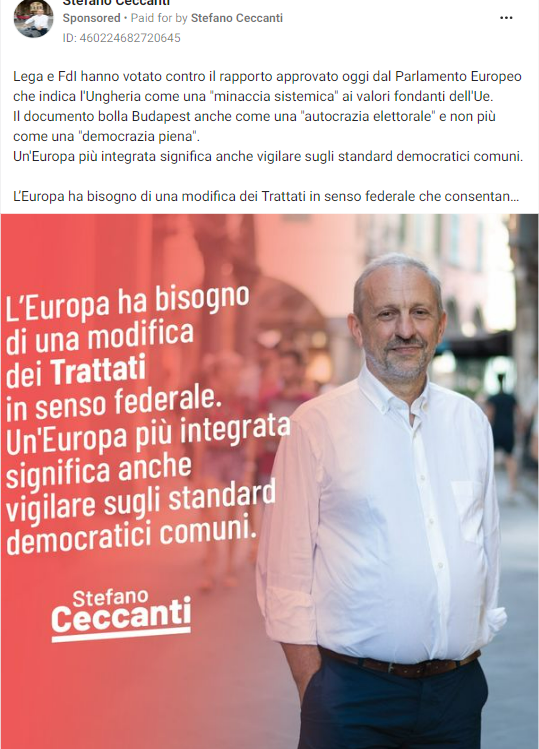 Stefano Ceccanti
Sponsored • Paid for by Stefano Ceccanti
ID: 460224682720645
Lega e FdI hanno votato contro il rapporto approvato oggi dal Parlamento Europeo
che indica l'Ungheria come una "minaccia sistemica" ai valori fondanti dell'Ue.
Il documento bolla Budapest anche come una "autocrazia elettorale" e non più
come una "democrazia piena".
Un'Europa più integrata significa anche vigilare sugli standard democratici comuni.
L'Europa ha bisogno di una modifica dei Trattati in senso federale che consentan...
L'Europa ha bisogno
di una modifica
dei Trattati
in senso federale.
Un'Europa più integrata
significa anche
vigilare sugli standard
democratici comuni.
Stefano
Ceccanti